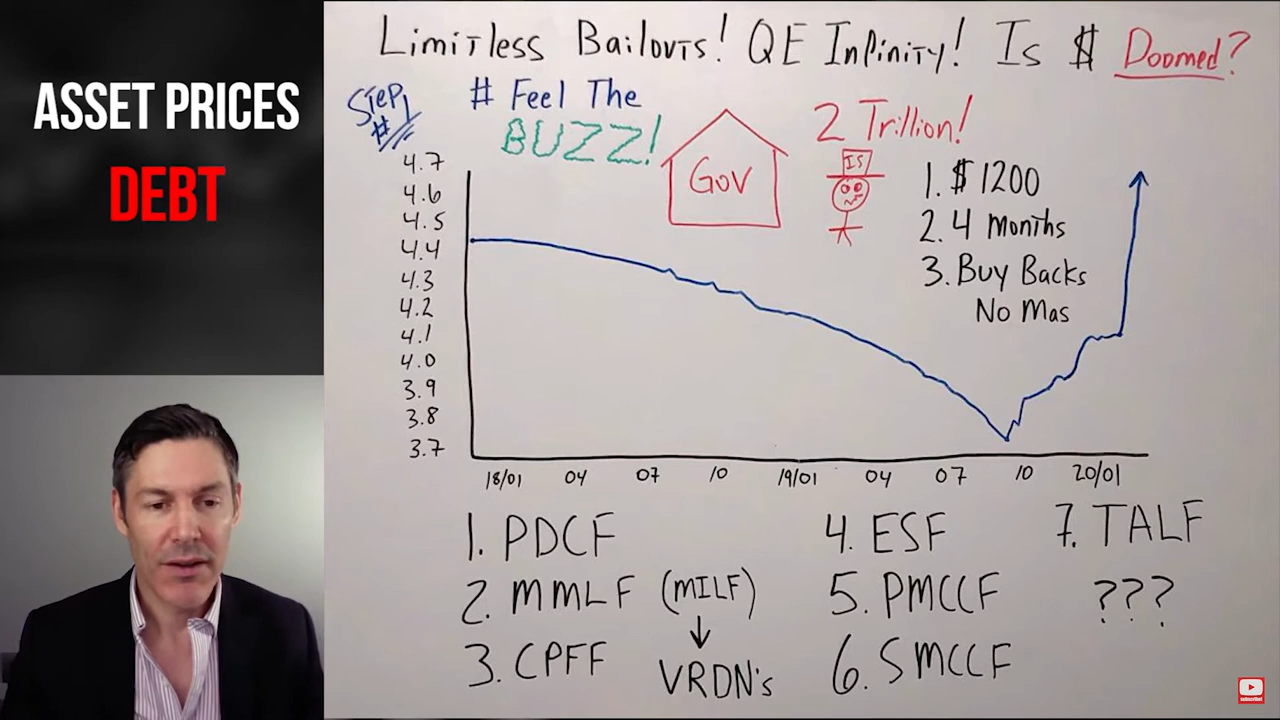 ASSET PRICES
DEBT
Limitless Bailouts! QE Infinity! Is $ Doomed?
Step
#1
# Feel The
BUZZ!
GOV
2 Trillion!
IS
1. $1200
2. 4 Months
3. Buy Backs
No Mas
4.7
4.6
4.5
4.4
4.3
4.2
4.1
4.0
3.9
3.8
3.7
18/01 04 07 10 19/01 04 07 10 20/01
1. PDCF
2. MMLF (MILF)
VRDN's
3. CPFF
4. ESF
5. PMCCF
6. SMCCF
7. TALF
???
subscribe!